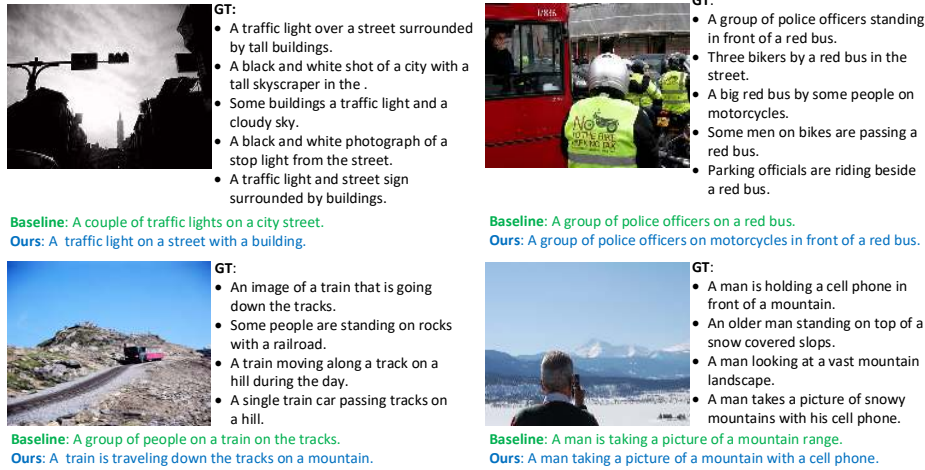 GT:
• A traffic light over a street surrounded
by tall buildings.
• A black and white shot of a city with a
tall skyscraper in the .
• Some buildings a traffic light and a
cloudy sky.
• A black and white photograph of a
stop light from the street.
• A traffic light and street sign
surrounded by buildings.
Baseline: A couple of traffic lights on a city street.
Ours: A traffic light on a street with a building.
GT:
• A group of police officers standing
in front of a red bus.
• Three bikers by a red bus in the
street.
• A big red bus by some people on
motorcycles.
• Some men on bikes are passing a
red bus.
• Parking officials are riding beside
a red bus.
NO
TO THE BIKE
PARKING TAX
Baseline: A group of police officers on a red bus.
Ours: A group of police officers on motorcycles in front of a red bus.
GT:
• An image of a train that is going
down the tracks.
• Some people are standing on rocks
with a railroad.
• A train moving along a track on a
hill during the day.
• A single train car passing tracks on
a hill.
Baseline: A group of people on a train on the tracks.
Ours: A train is traveling down the tracks on a mountain.
GT:
• A man is holding a cell phone in
front of a mountain.
• An older man standing on top of a
snow covered slops.
• A man looking at a vast mountain
landscape.
• A man takes a picture of snowy
mountains with his cell phone.
Baseline: A man is taking a picture of a mountain range.
Ours: A man taking a picture of a mountain with a cell phone.